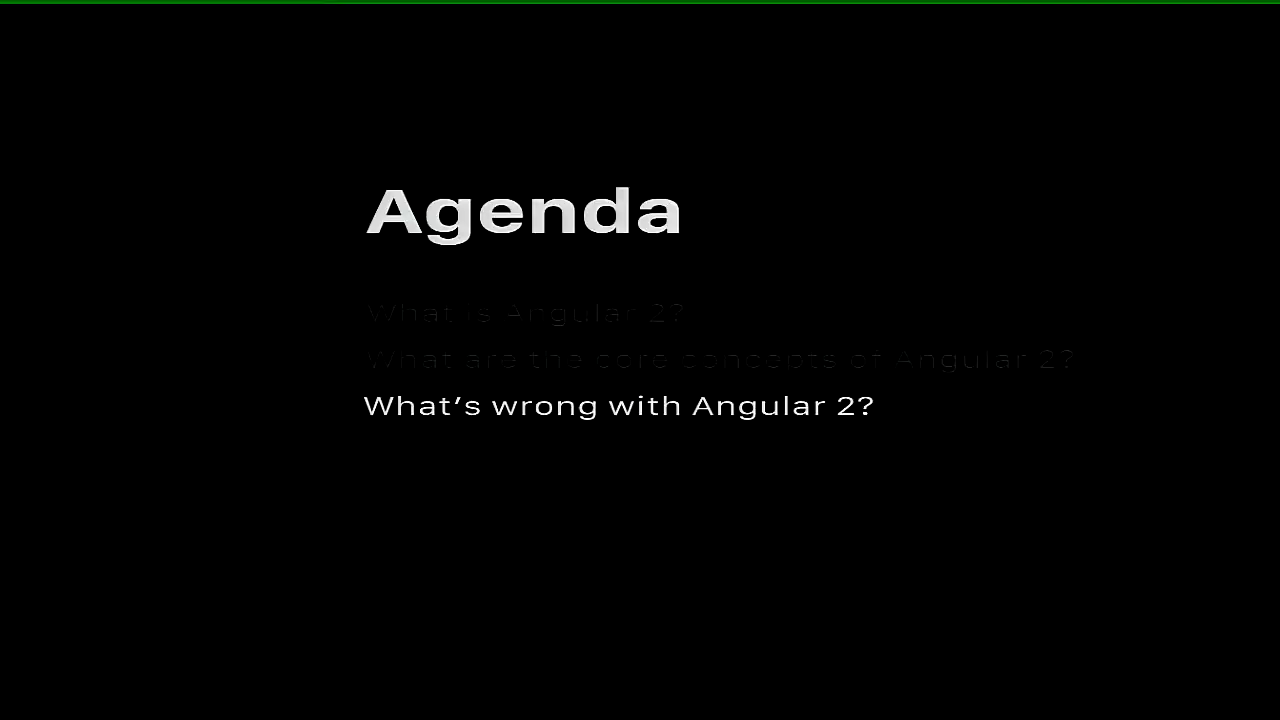 Agenda
What is Angular 2?
What are the core concepts of Angular 2?
What’s wrong with Angular 2?